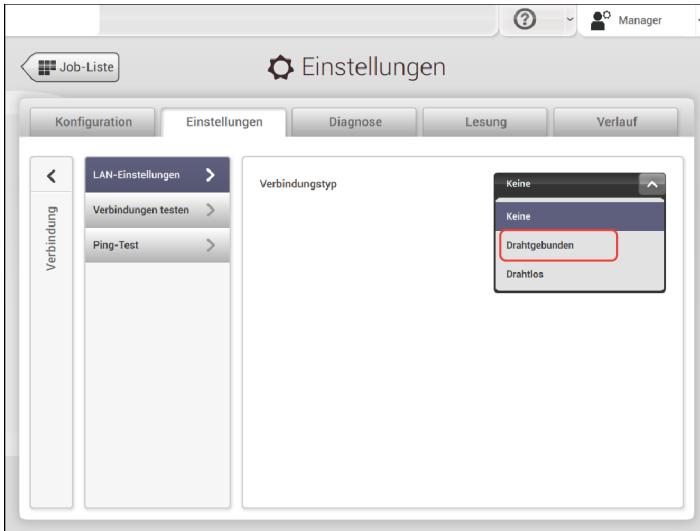 Manager
Job-Liste
Einstellungen
Konfiguration
Einstellungen
Diagnose
Lesung
Verlauf
Verbindung
LAN-Einstellungen
Verbindungen testen
Ping-Test
Verbindungstyp
Keine
Keine
Drahtgebunden
Drahtlos